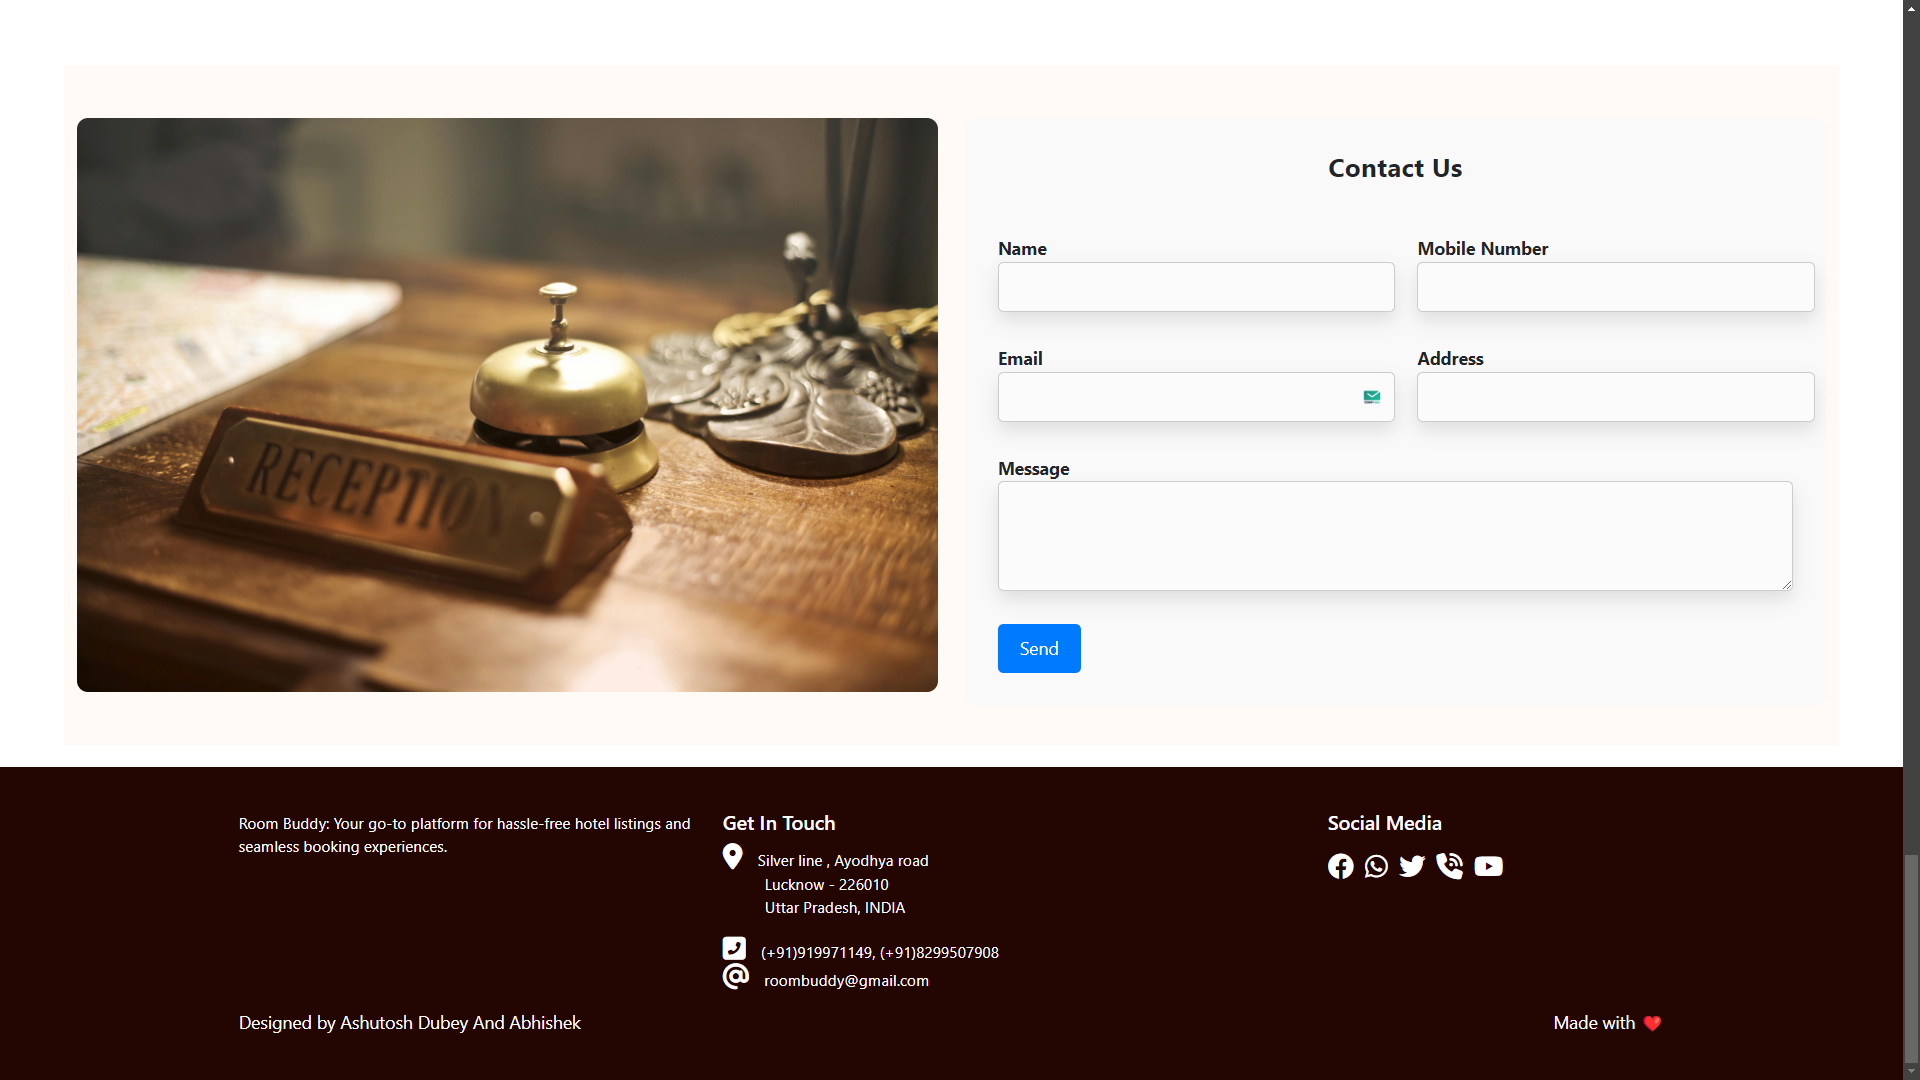 RECEPTION
Contact Us
Name
Mobile Number
Email
Address
Message
Send
Room Buddy: Your go-to platform for hassle-free hotel listings and
seamless booking experiences.
Get In Touch
Silver line , Ayodhya road
Lucknow - 226010
Uttar Pradesh, INDIA
(+91)919971149, (+91)8299507908
roombuddy@gmail.com
Social Media
Designed by Ashutosh Dubey And Abhishek
Made with ❤️